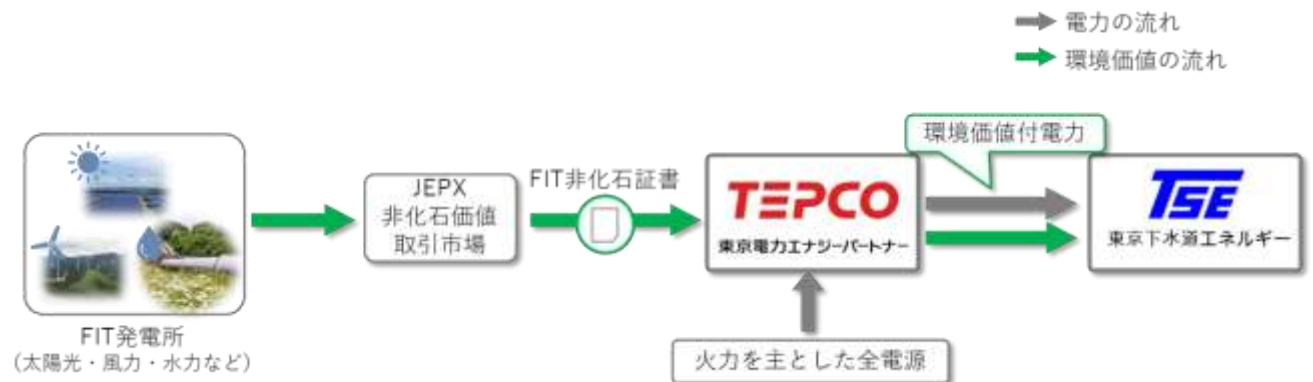 電力の流れ
環境価値の流れ
環境価値付電力
JEPX
非化石価値
取引市場
FIT非化石証書
TEPCO
東京電力エナジーパートナー
TSE
東京下水道エネルギー
FIT発電所
(太陽光・風力・水力など)
火力を主とした全電源